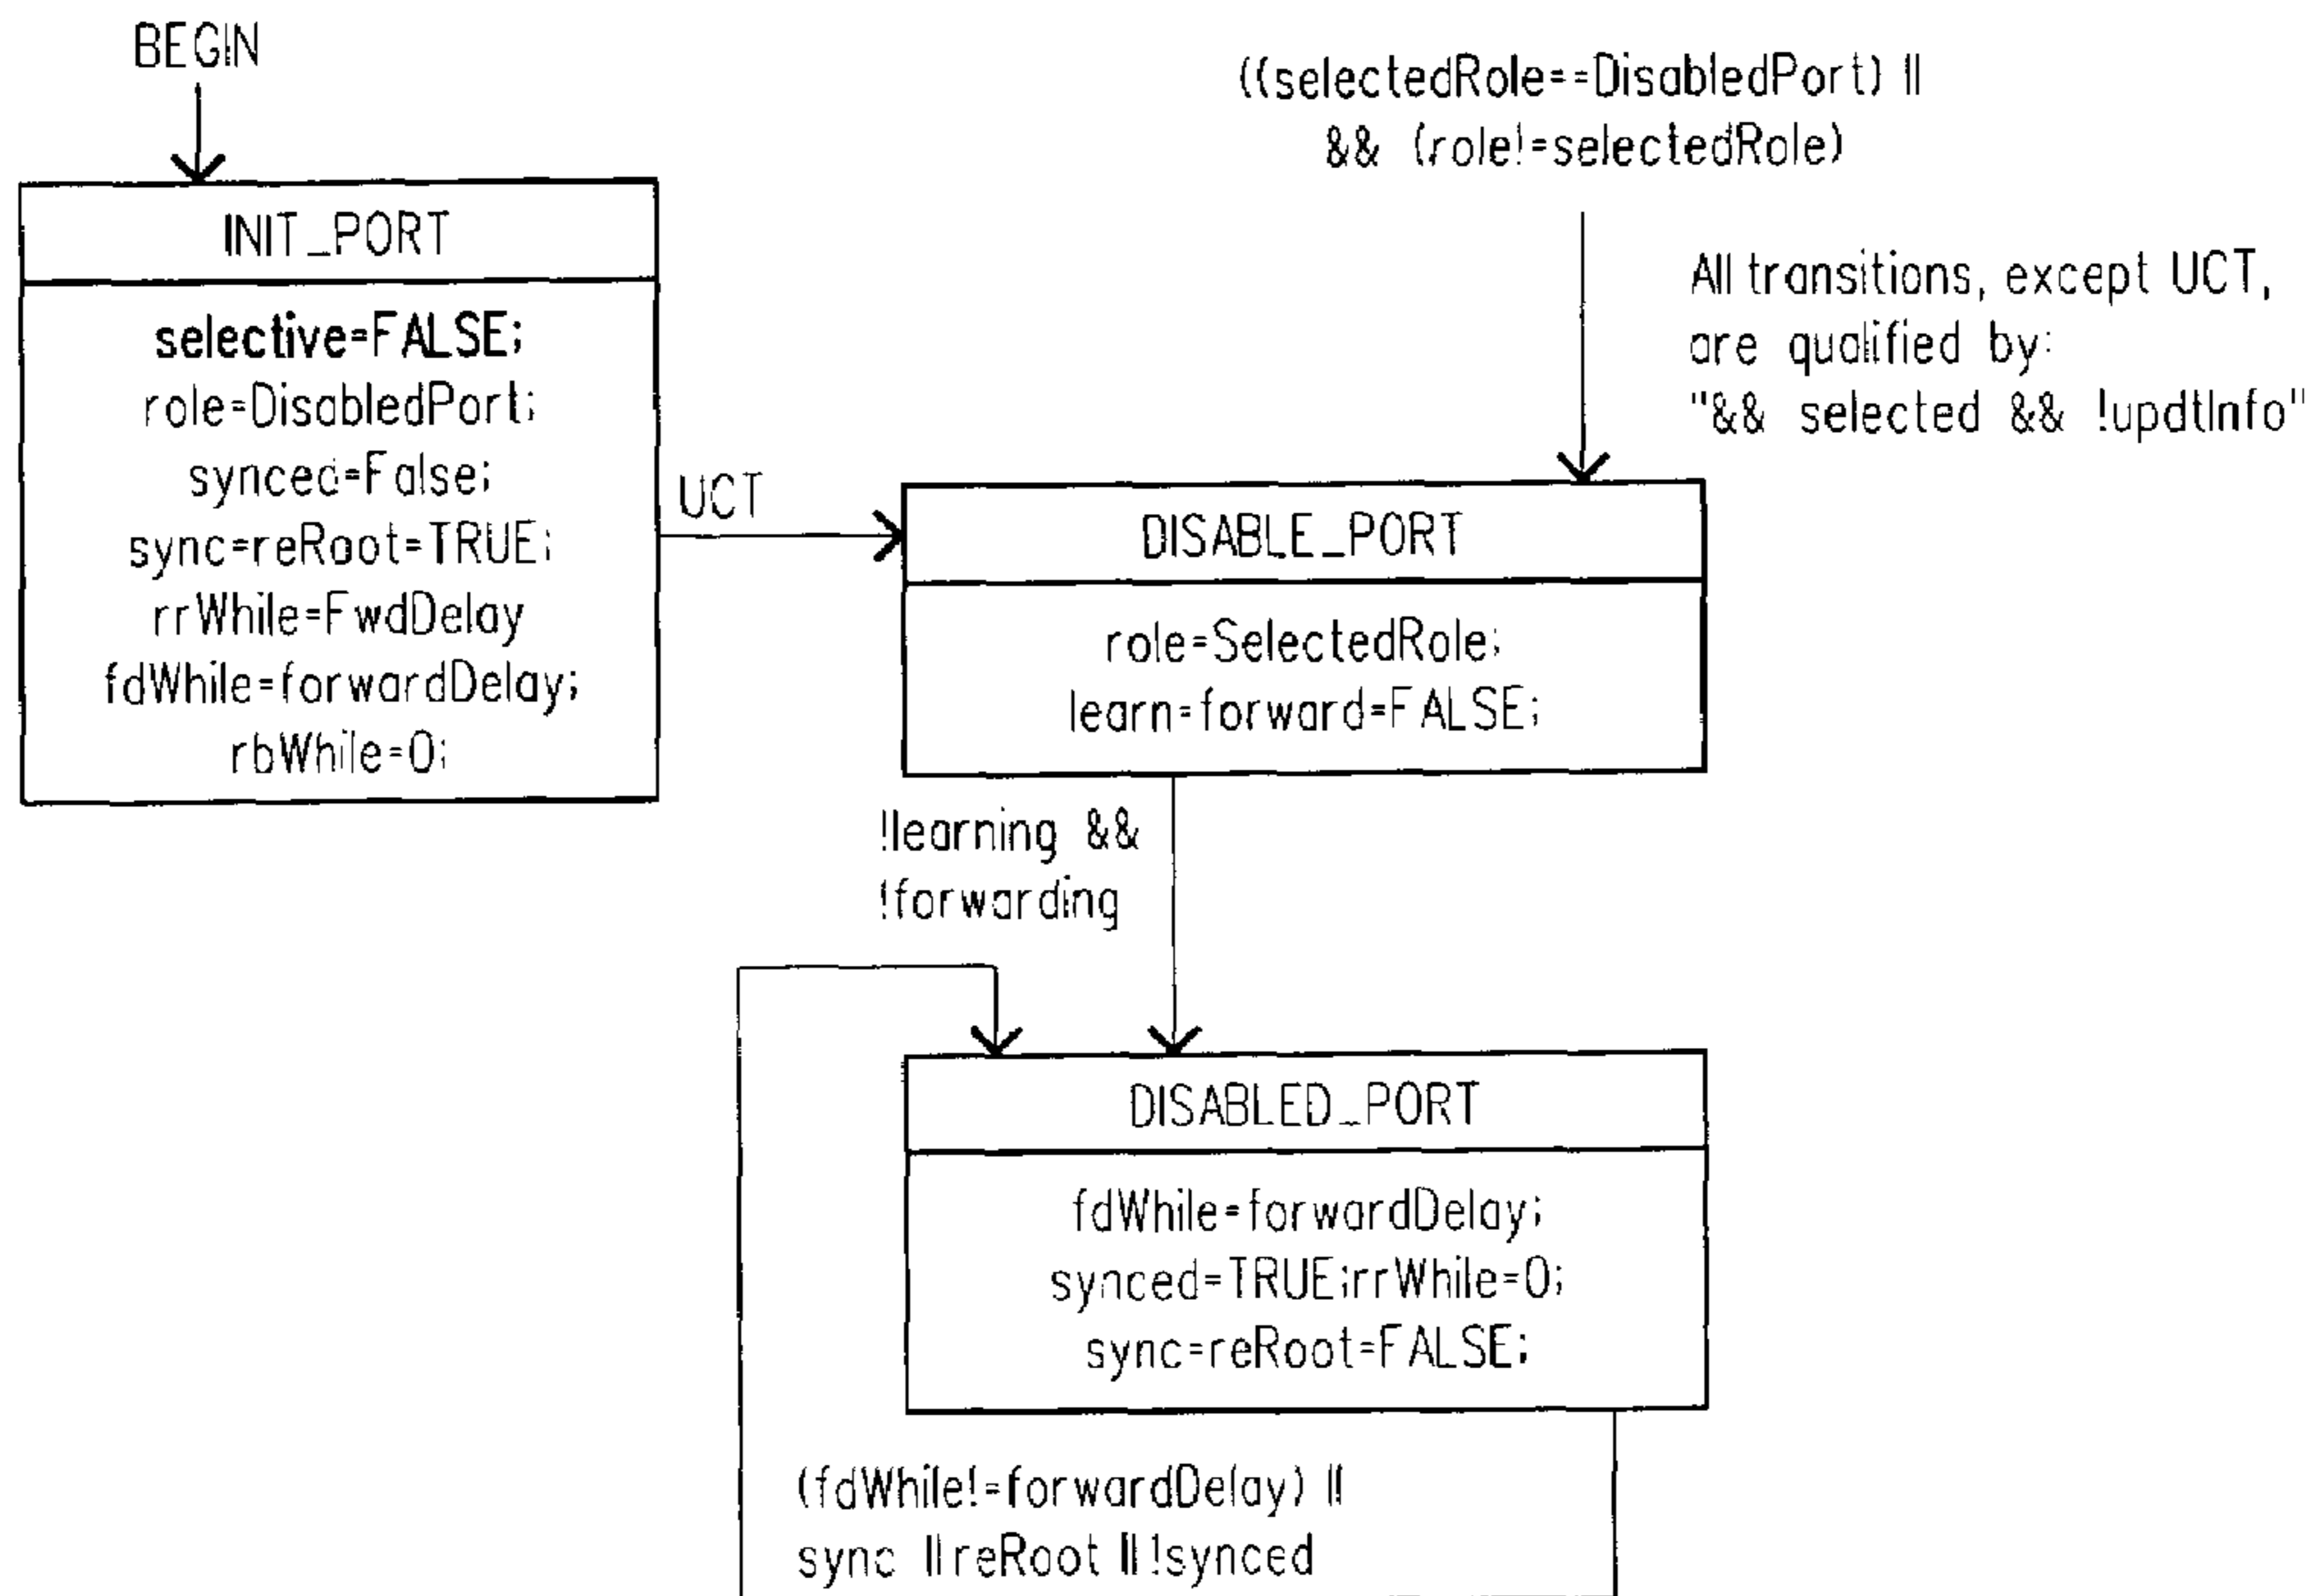 BEGIN
((selectedRole==DisabledPort) ||
&& (role!=selectedRole)
INIT_PORT
selective=FALSE;
role=DisabledPort;
synced=False;
sync=reRoot=TRUE;
rrWhile=FwdDelay
fdWhile=forwardDelay;
rbWhile=0;
All transitions, except UCT,
are qualified by:
"&& selected && !updtInfo"
UCT
DISABLE_PORT
role=SelectedRole;
learn=forward=FALSE;
!learning &&
!forwarding
DISABLED_PORT
fdWhile=forwardDelay;
synced=TRUE;rrWhile=0;
sync=reRoot=FALSE;
(fdWhile!=forwardDelay) ||
sync || reRoot || !synced